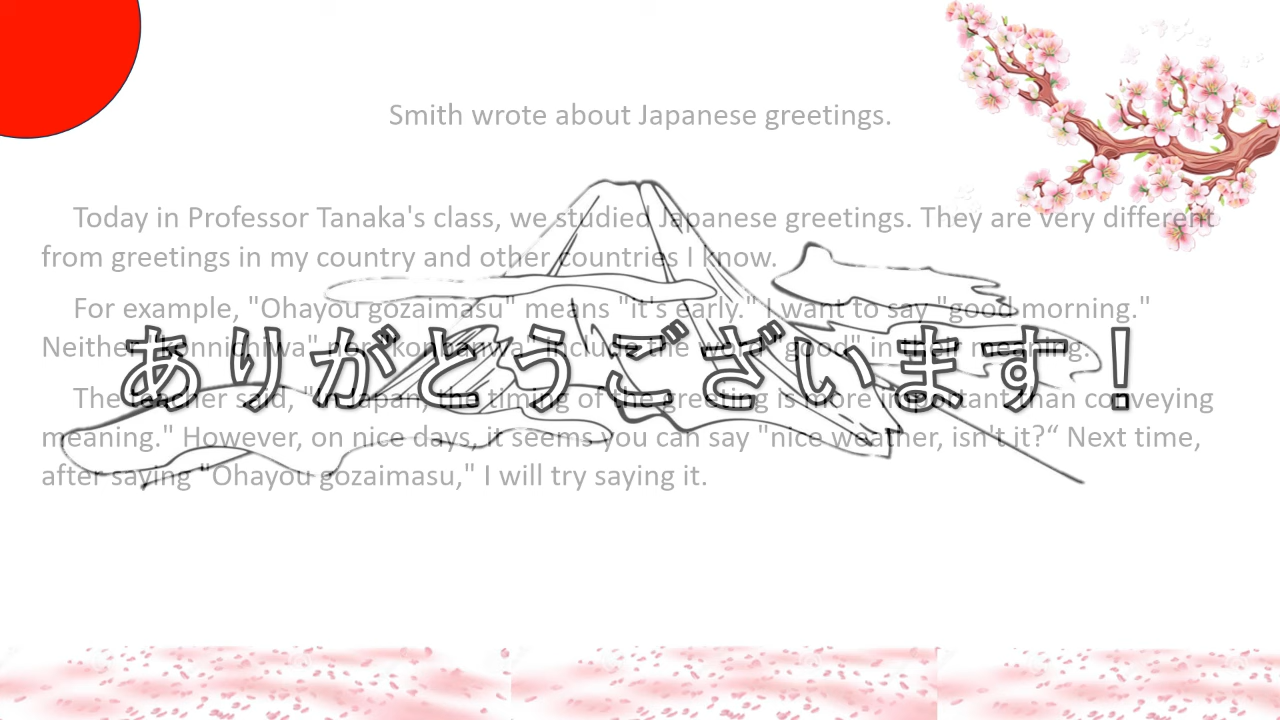 Smith wrote about Japanese greetings.
Today in Professor Tanaka's class, we studied Japanese greetings. They are very different
from greetings in my country and other countries I know.
For example, "Ohayou gozaimasu" means "it's early." I want to say "good morning."
Neither "konnichiwa" nor "konbanwa" include the word "good" in their meaning.
ありがとうございます！
The teacher said, "In Japan, the timing of the greeting is more important than conveying
meaning." However, on nice days, it seems you can say "nice weather, isn't it?“ Next time,
after saying "Ohayou gozaimasu," I will try saying it.